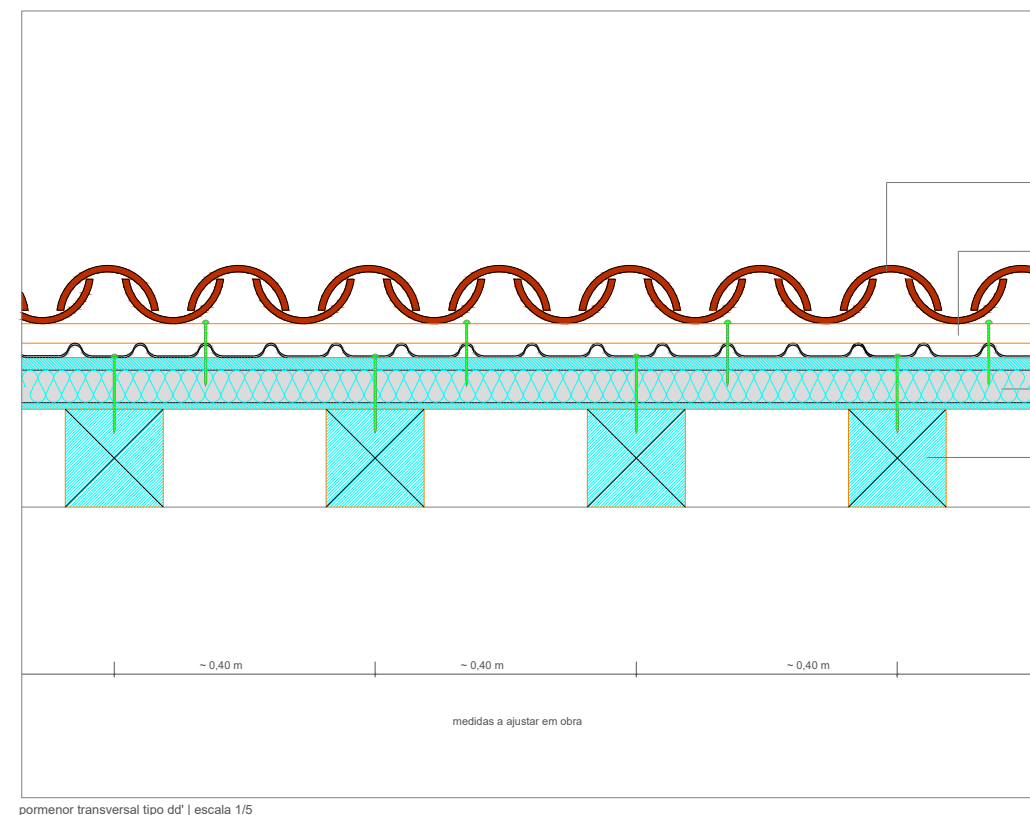 ~ 0,40 m ~ 0,40 m ~ 0,40 m
medidas a ajustar em obra
pormenor transversal tipo dd' | escala 1/5